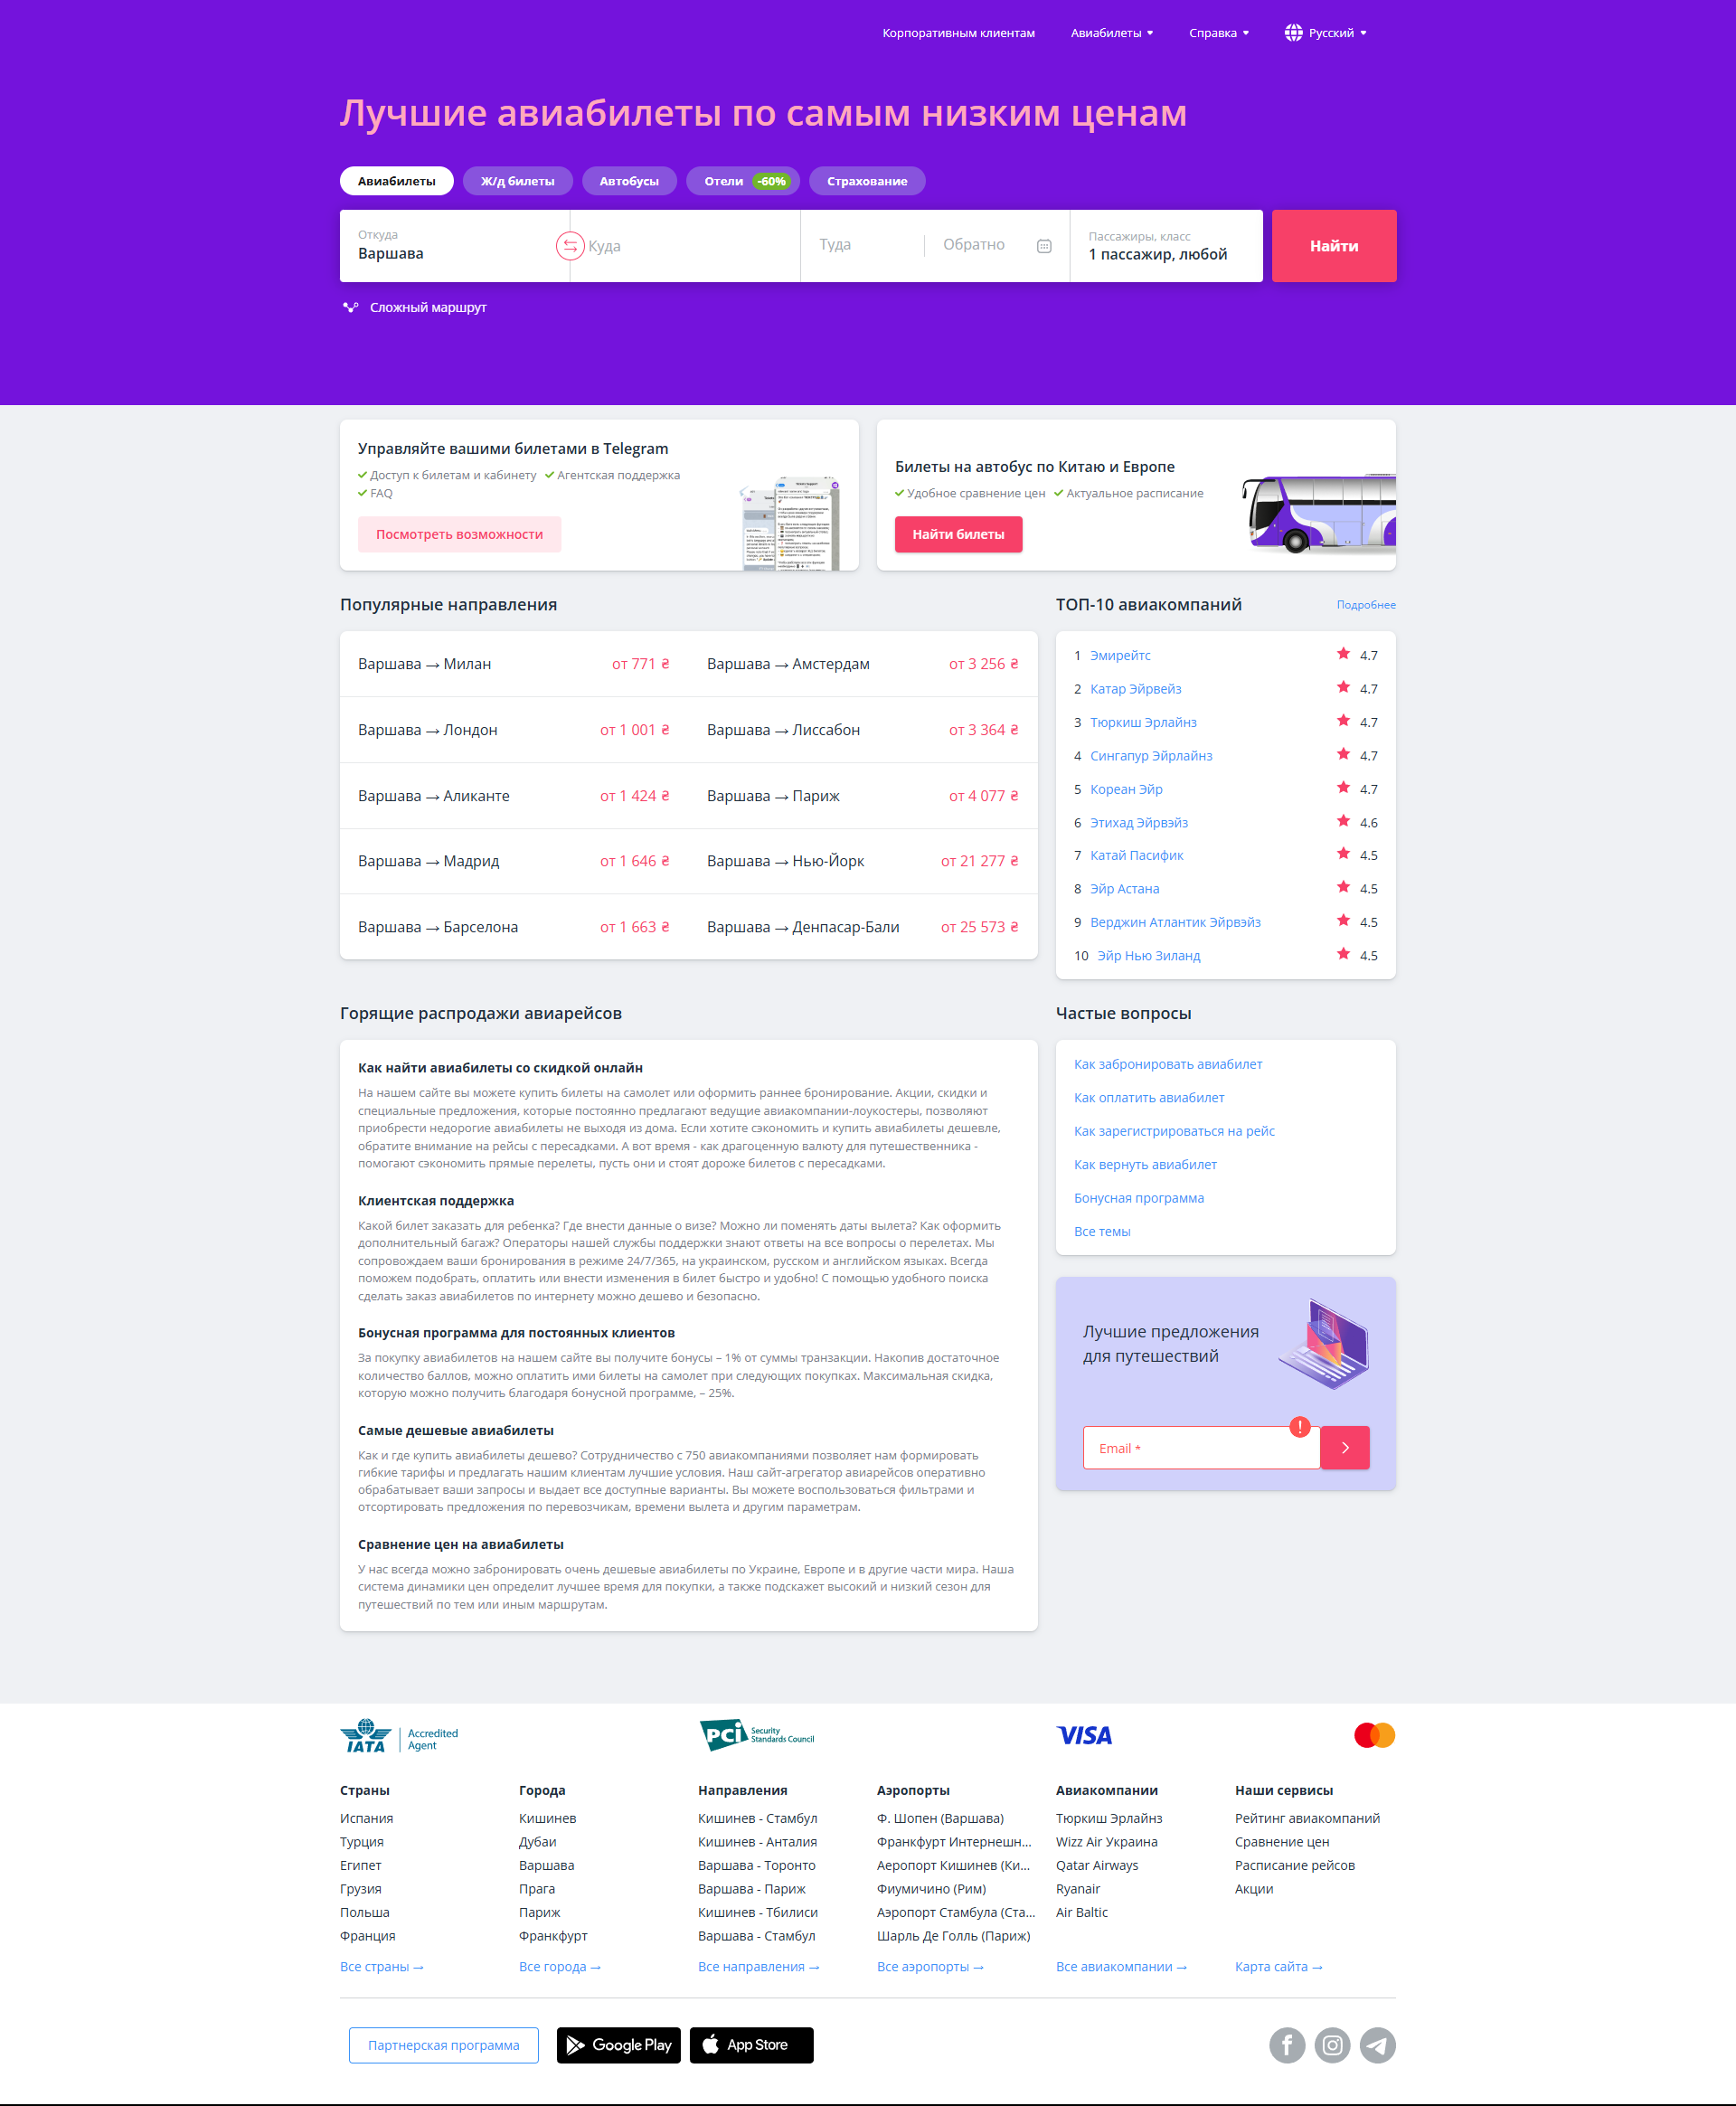 Корпоративным клиентам
Авиабилеты
Справка
Русский
Лучшие авиабилеты по самым низким ценам
Авиабилеты
Ж/д билеты
Автобусы
Отели -60%
Страхование
Откуда
Варшава
Куда
Туда
Обратно
Пассажиры, класс
1 пассажир, любой
Найти
Сложный маршрут
Управляйте вашими билетами в Telegram
Доступ к билетам и кабинету Агентская поддержка
FAQ
Посмотреть возможности
Билеты на автобус по Китаю и Европе
Удобное сравнение цен Актуальное расписание
Найти билеты
Популярные направления
Варшава → Милан от 771 ₴
Варшава → Амстердам от 3 256 ₴
Варшава → Лондон от 1 001 ₴
Варшава → Лиссабон от 3 364 ₴
Варшава → Аликанте от 1 424 ₴
Варшава → Париж от 4 077 ₴
Варшава → Мадрид от 1 646 ₴
Варшава → Нью-Йорк от 21 277 ₴
Варшава → Барселона от 1 663 ₴
Варшава → Денпасар-Бали от 25 573 ₴
ТОП-10 авиакомпаний
Подробнее
1 Эмирейтс 4.7
2 Катар Эйрвейз 4.7
3 Тюркиш Эрлайнз 4.7
4 Сингапур Эйрлайнз 4.7
5 Кореан Эйр 4.7
6 Этихад Эйрвэйз 4.6
7 Катай Пасифик 4.5
8 Эйр Астана 4.5
9 Верджин Атлантик Эйрвэйз 4.5
10 Эйр Нью Зиланд 4.5
Горящие распродажи авиарейсов
Как найти авиабилеты со скидкой онлайн
На нашем сайте вы можете купить билеты на самолет или оформить раннее бронирование. Акции, скидки и
специальные предложения, которые постоянно предлагают ведущие авиакомпании-лоукостеры, позволяют
приобрести недорогие авиабилеты не выходя из дома. Если хотите сэкономить и купить авиабилеты дешевле,
обратите внимание на рейсы с пересадками. А вот время - как драгоценную валюту для путешественника -
помогают сэкономить прямые перелеты, пусть они и стоят дороже билетов с пересадками.
Клиентская поддержка
Какой билет заказать для ребенка? Где внести данные о визе? Можно ли поменять даты вылета? Как оформить
дополнительный багаж? Операторы нашей службы поддержки знают ответы на все вопросы о перелетах. Мы
сопровождаем ваши бронирования в режиме 24/7/365, на украинском, русском и английском языках. Всегда
поможем подобрать, оплатить или внести изменения в билет быстро и удобно! С помощью удобного поиска
сделать заказ авиабилетов по интернету можно дешево и безопасно.
Бонусная программа для постоянных клиентов
За покупку авиабилетов на нашем сайте вы получите бонусы – 1% от суммы транзакции. Накопив достаточное
количество баллов, можно оплатить ими билеты на самолет при следующих покупках. Максимальная скидка,
которую можно получить благодаря бонусной программе, – 25%.
Самые дешевые авиабилеты
Как и где купить авиабилеты дешево? Сотрудничество с 750 авиакомпаниями позволяет нам формировать
гибкие тарифы и предлагать нашим клиентам лучшие условия. Наш сайт-агрегатор авиарейсов оперативно
обрабатывает ваши запросы и выдает все доступные варианты. Вы можете воспользоваться фильтрами и
отсортировать предложения по перевозчикам, времени вылета и другим параметрам.
Сравнение цен на авиабилеты
У нас всегда можно забронировать очень дешевые авиабилеты по Украине, Европе и в другие части мира. Наша
система динамики цен определит лучшее время для покупки, а также подскажет высокий и низкий сезон для
путешествий по тем или иным маршрутам.
Частые вопросы
Как забронировать авиабилет
Как оплатить авиабилет
Как зарегистрироваться на рейс
Как вернуть авиабилет
Бонусная программа
Все темы
Лучшие предложения
для путешествий
Email *
IATA
Accredited
Agent
PCi
Security
Standards Council
VISA
Страны
Испания
Турция
Египет
Грузия
Польша
Франция
Все страны →
Города
Кишинев
Дубаи
Варшава
Прага
Париж
Франкфурт
Все города →
Направления
Кишинев - Стамбул
Кишинев - Анталия
Варшава - Торонто
Варшава - Париж
Кишинев - Тбилиси
Варшава - Стамбул
Все направления →
Аэропорты
Ф. Шопен (Варшава)
Франкфурт Интернешн...
Аеропорт Кишинев (Ки...
Фиумичино (Рим)
Аэропорт Стамбула (Ста...
Шарль Де Голль (Париж)
Все аэропорты →
Авиакомпании
Тюркиш Эрлайнз
Wizz Air Украина
Qatar Airways
Ryanair
Air Baltic
Все авиакомпании →
Наши сервисы
Рейтинг авиакомпаний
Сравнение цен
Расписание рейсов
Акции
Карта сайта →
Партнерская программа
Google Play
App Store